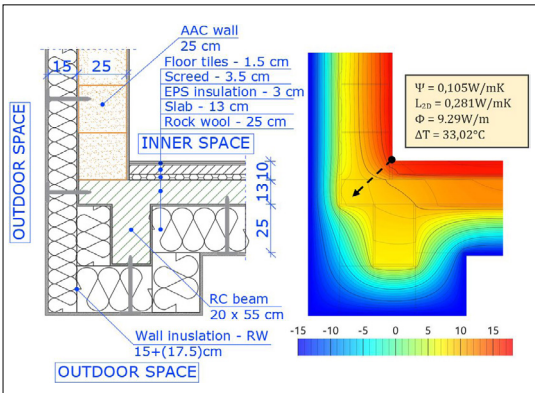 AAC wall
25 cm
Floor tiles - 1.5 cm
Screed - 3.5 cm
EPS insulation - 3 cm
Slab - 13 cm
Rock wool - 25 cm
15
25
INNER SPACE
OUTDOOR SPACE
10
13
25
RC beam
20 x 55 cm
Wall inuslation - RW
15+(17.5)cm
OUTDOOR SPACE
Ψ = 0,105W/mK
L2D = 0,281W/mK
Φ = 9.29W/m
ΔT = 33,02°C
-15 -10 -5 0 5 10 15